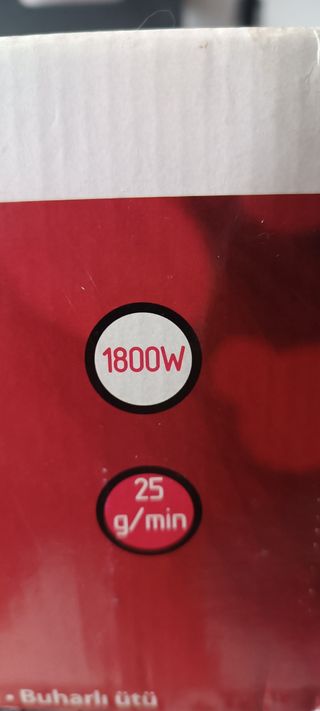 1800W
25
g/min
• Buharlı ütü